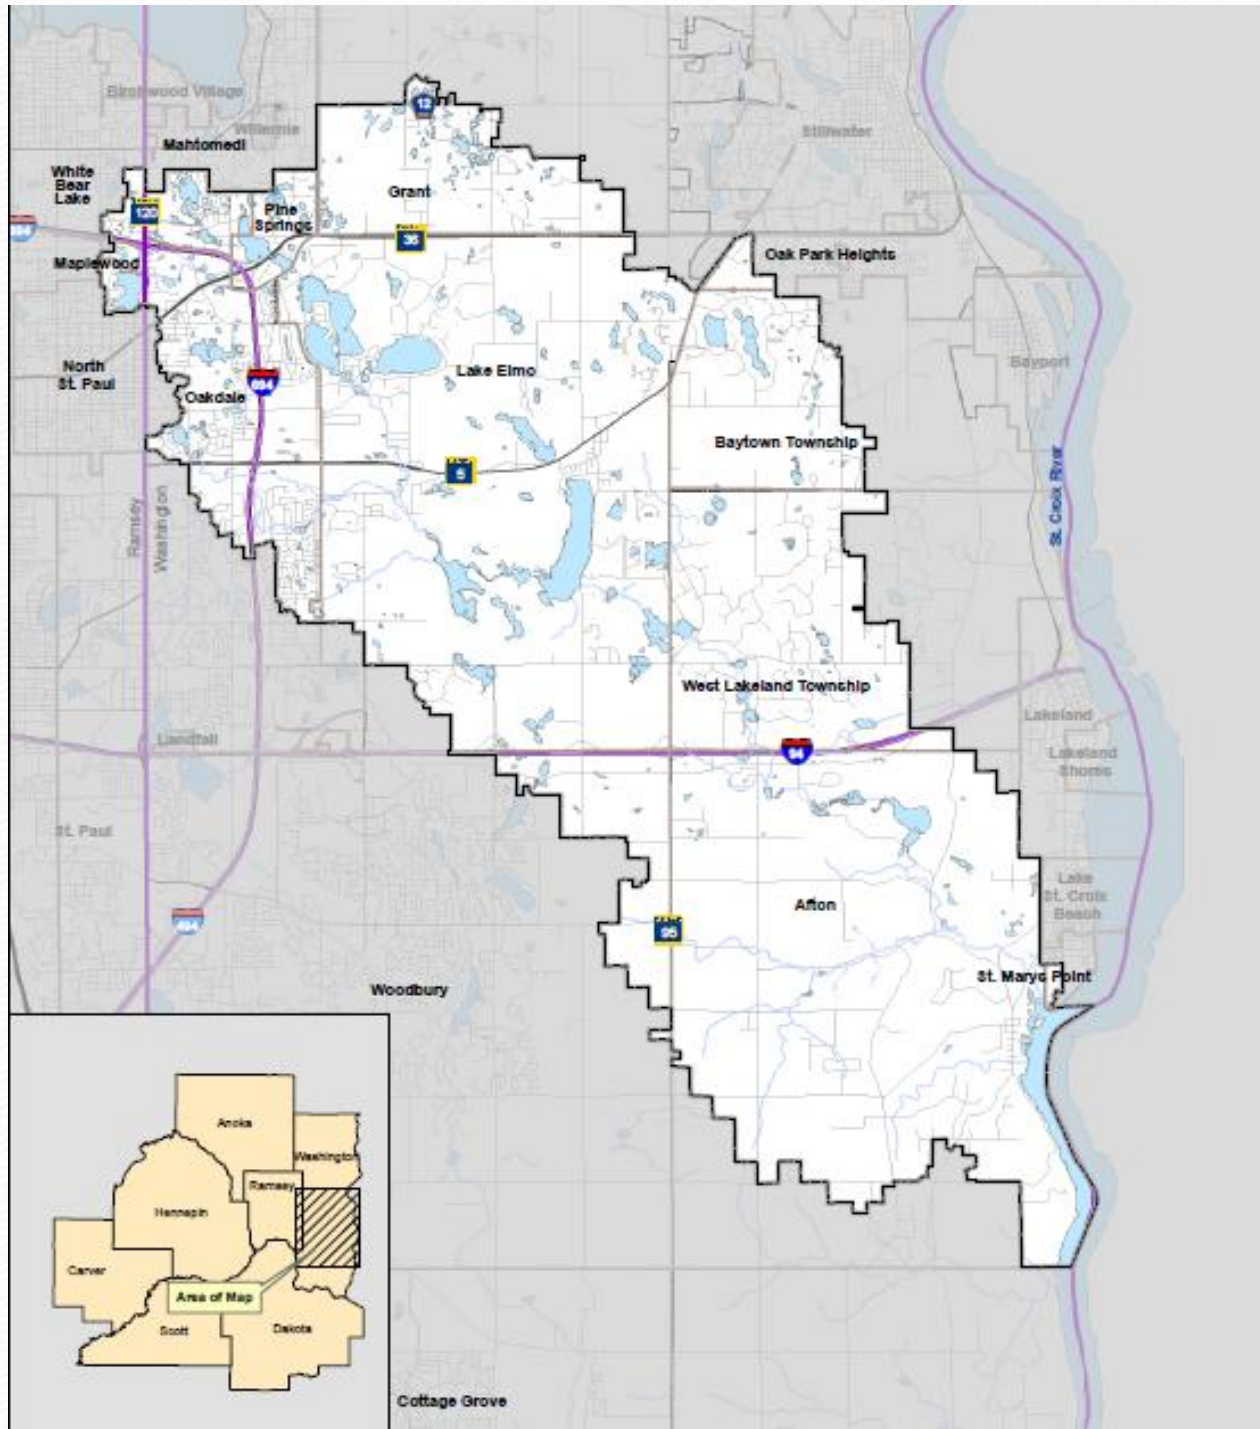 Birchwood Village
12
Willernie
Stillwater
Mahtomedi
White
Bear
Lake
Grant
120
Pine
Springs
694
36
Oak Park Heights
Maplewood
North
St. Paul
Bayport
Lake Elmo
694
Oakdale
Baytown Township
5
St. Croix River
Ramsey
Washington
West Lakeland Township
Lakeland
Landfall
94
Lakeland
Shores
St. Paul
Lake
St. Croix
Beach
Afton
494
95
St. Marys Point
Woodbury
Anoka
Washington
Ramsey
Hennepin
Carver
Area of Map
Scott
Dakota
Cottage Grove